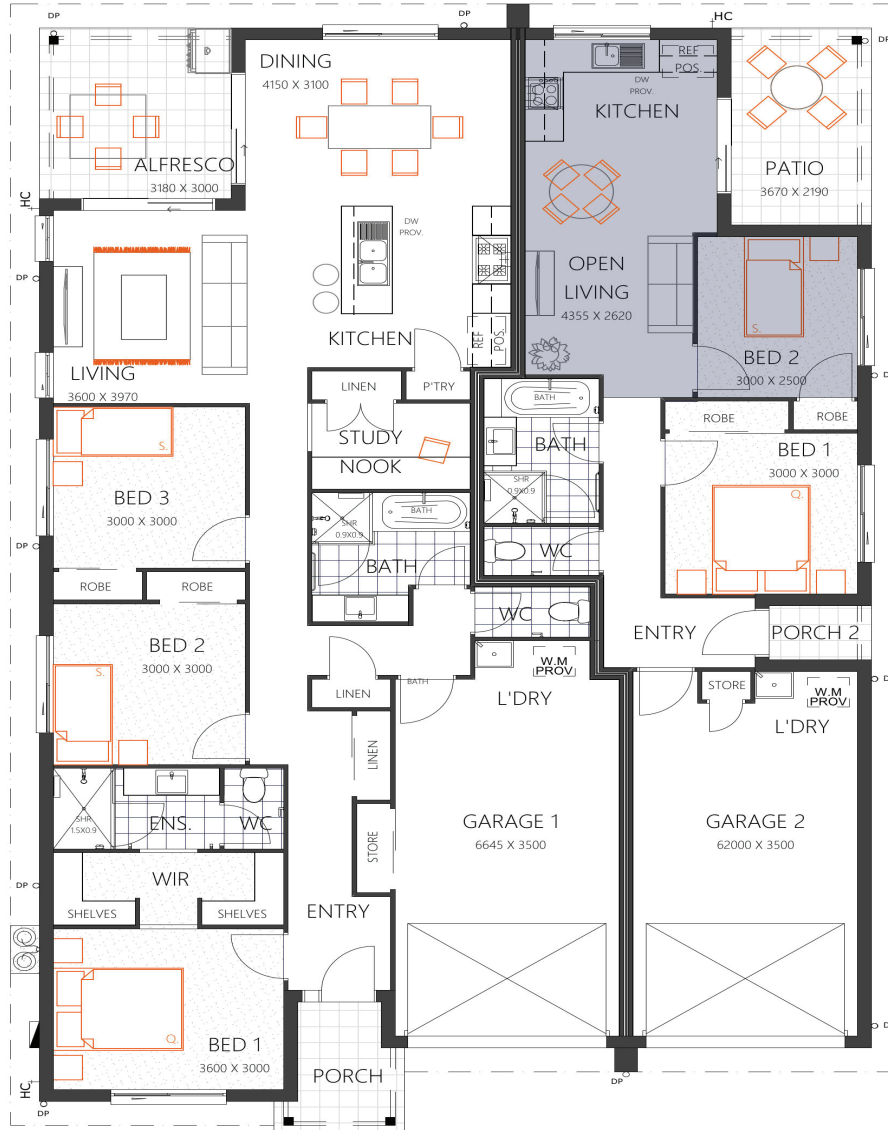 DP
DP
HC
DP
DINING
4150 X 3100
REF
POS.
DW
PROV.
KITCHEN
ALFRESCO
3180 X 3000
PATIO
3670 X 2190
HC
DP
DW
PROV.
OPEN
LIVING
4355 X 2620
KITCHEN
REF
POS.
S.
BED 2
3000 X 2500
LIVING
3600 X 3970
LINEN
P'TRY
BATH
ROBE
ROBE
STUDY
NOOK
BATH
BED 1
3000 X 3000
S.
BED 3
3000 X 3000
SHR
0.9X0.9
Q.
BATH
SHR
0.9X0.9
BATH
DP
WC
ROBE
ROBE
WC
ENTRY
PORCH 2
BED 2
3000 X 3000
S.
W.M
PROV
L'DRY
BATH
LINEN
STORE
W.M
PROV
L'DRY
LINEN
SHR
1.5X0.9
ENS.
WC
GARAGE 1
6645 X 3500
GARAGE 2
62000 X 3500
STORE
WIR
DP
SHELVES
SHELVES
ENTRY
Q.
BED 1
3600 X 3000
PORCH
HC
DP
DP